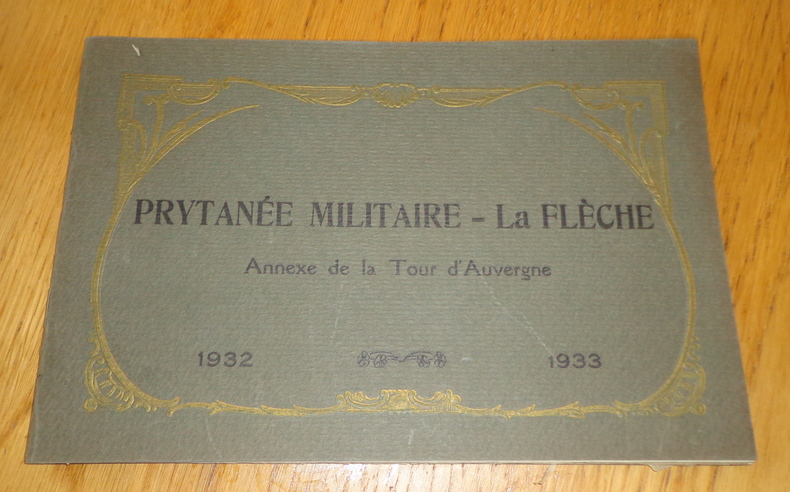 PRYTANÉE MILITAIRE - La FLÈCHE
Annexe de la Tour d'Auvergne
1932 1933